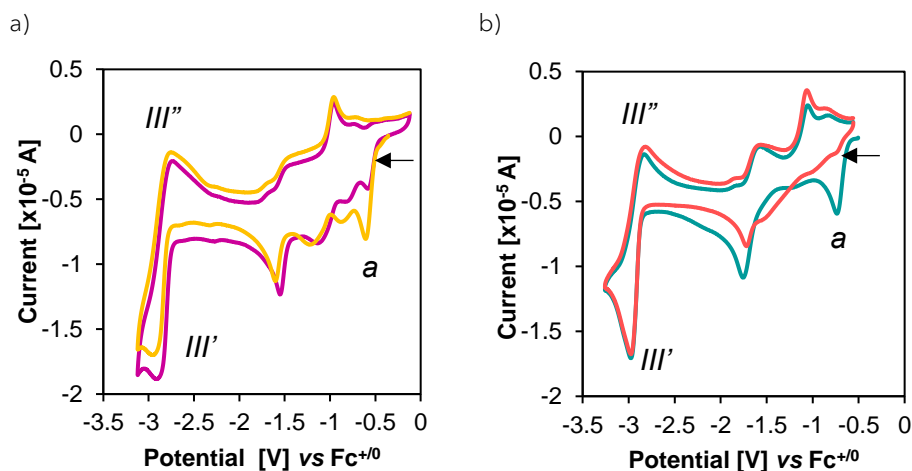 a)
b)
0.5
0
-0.5
-1
-1.5
-2
-3.5 -3 -2.5 -2 -1.5 -1 -0.5 0
Current [x10⁻⁵ A]
Potential [V] vs Fc⁺ᐟ⁰
III”
III’
a
0.5
0
-0.5
-1
-1.5
-2
-3.5 -3 -2.5 -2 -1.5 -1 -0.5 0
Current [x10⁻⁵ A]
Potential [V] vs Fc⁺ᐟ⁰
III”
III’
a